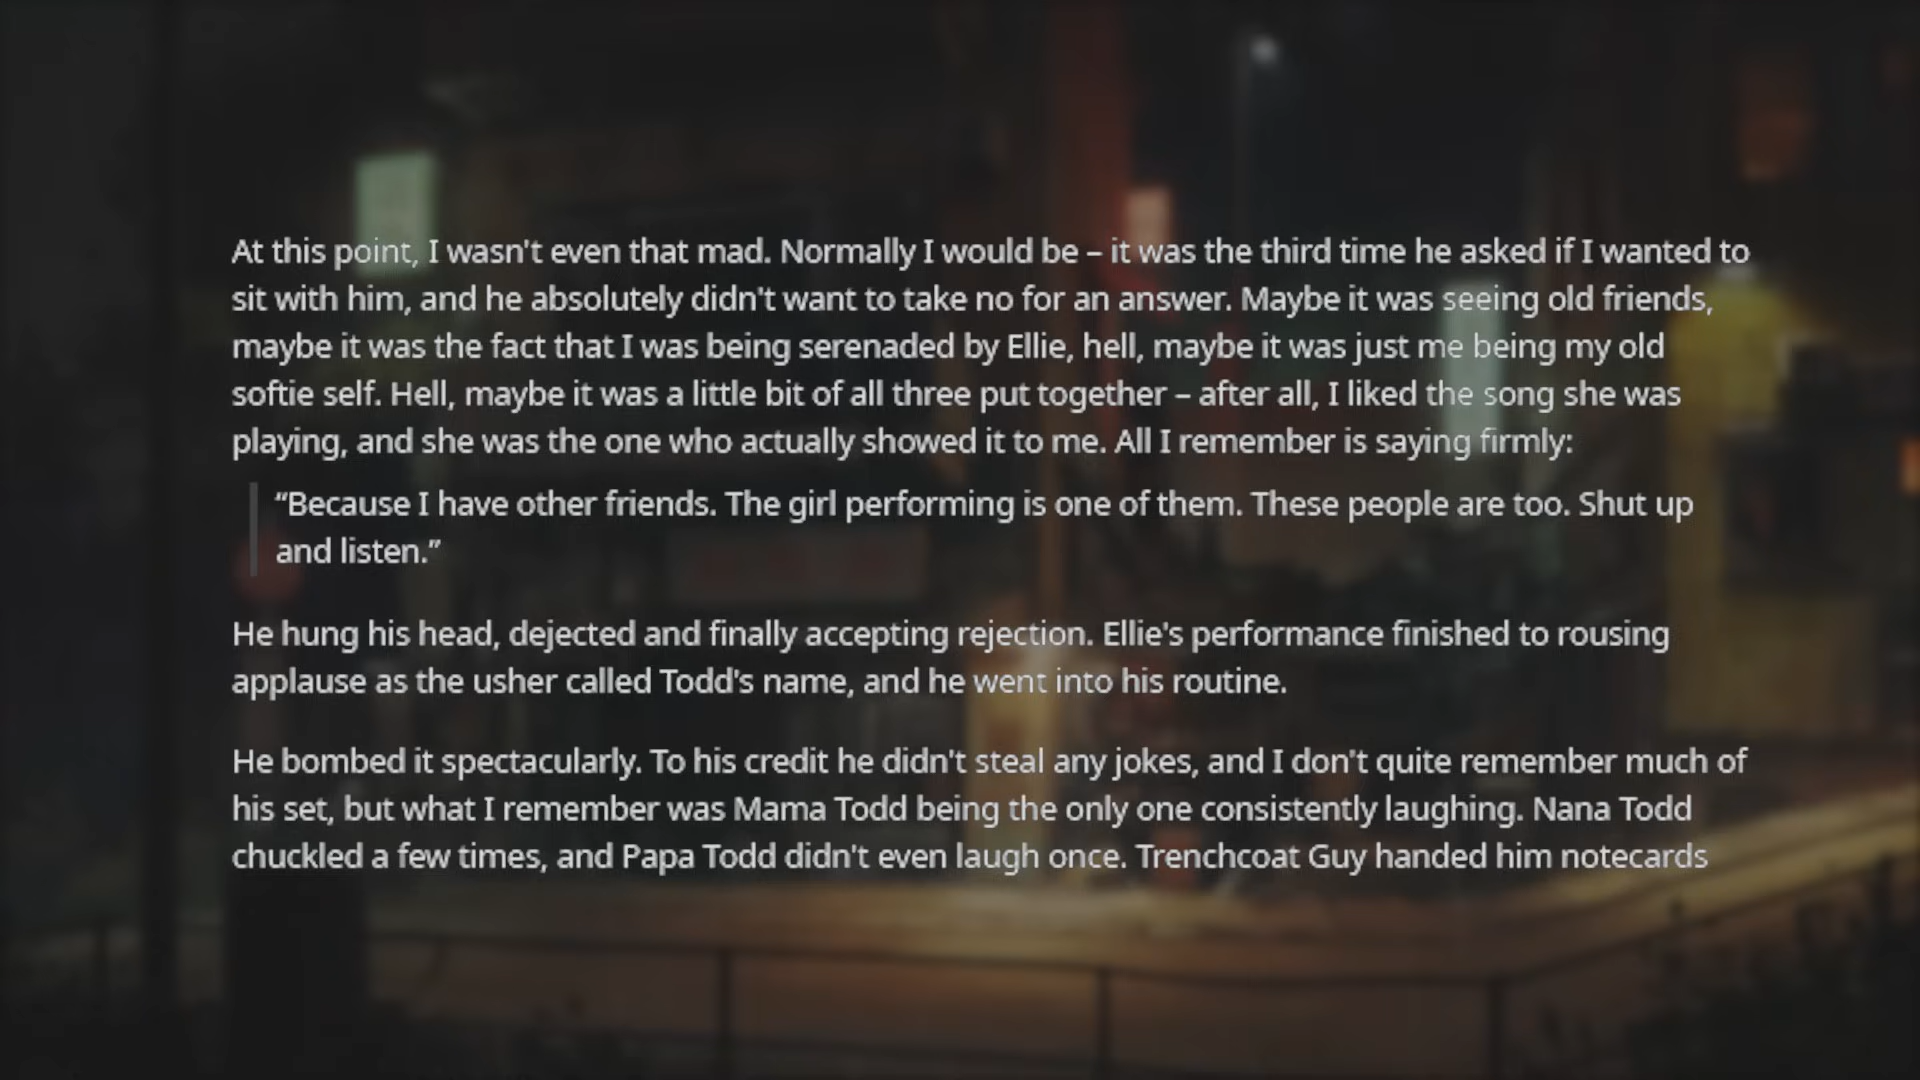 At this point, I wasn't even that mad. Normally I would be – it was the third time he asked if I wanted to
sit with him, and he absolutely didn't want to take no for an answer. Maybe it was seeing old friends,
maybe it was the fact that I was being serenaded by Ellie, hell, maybe it was just me being my old
softie self. Hell, maybe it was a little bit of all three put together – after all, I liked the song she was
playing, and she was the one who actually showed it to me. All I remember is saying firmly:
“Because I have other friends. The girl performing is one of them. These people are too. Shut up
and listen.”
He hung his head, dejected and finally accepting rejection. Ellie's performance finished to rousing
applause as the usher called Todd's name, and he went into his routine.
He bombed it spectacularly. To his credit he didn't steal any jokes, and I don't quite remember much of
his set, but what I remember was Mama Todd being the only one consistently laughing. Nana Todd
chuckled a few times, and Papa Todd didn't even laugh once. Trenchcoat Guy handed him notecards